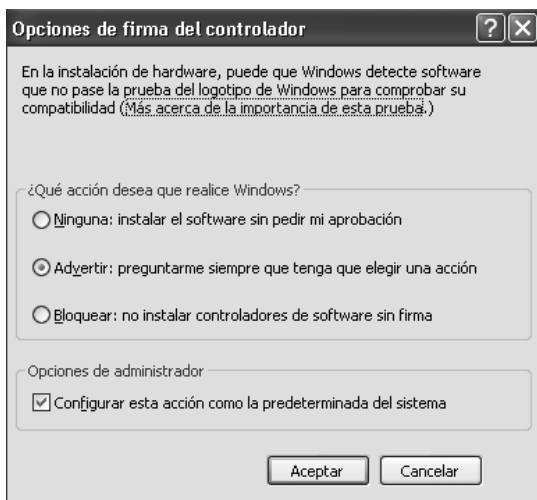 Opciones de firma del controlador
En la instalación de hardware, puede que Windows detecte software
que no pase la prueba del logotipo de Windows para comprobar su
compatibilidad (Más acerca de la importancia de esta prueba.)
¿Qué acción desea que realice Windows?
Ninguna: instalar el software sin pedir mi aprobación
Advertir: preguntarme siempre que tenga que elegir una acción
Bloquear: no instalar controladores de software sin firma
Opciones de administrador
Configurar esta acción como la predeterminada del sistema
Aceptar Cancelar